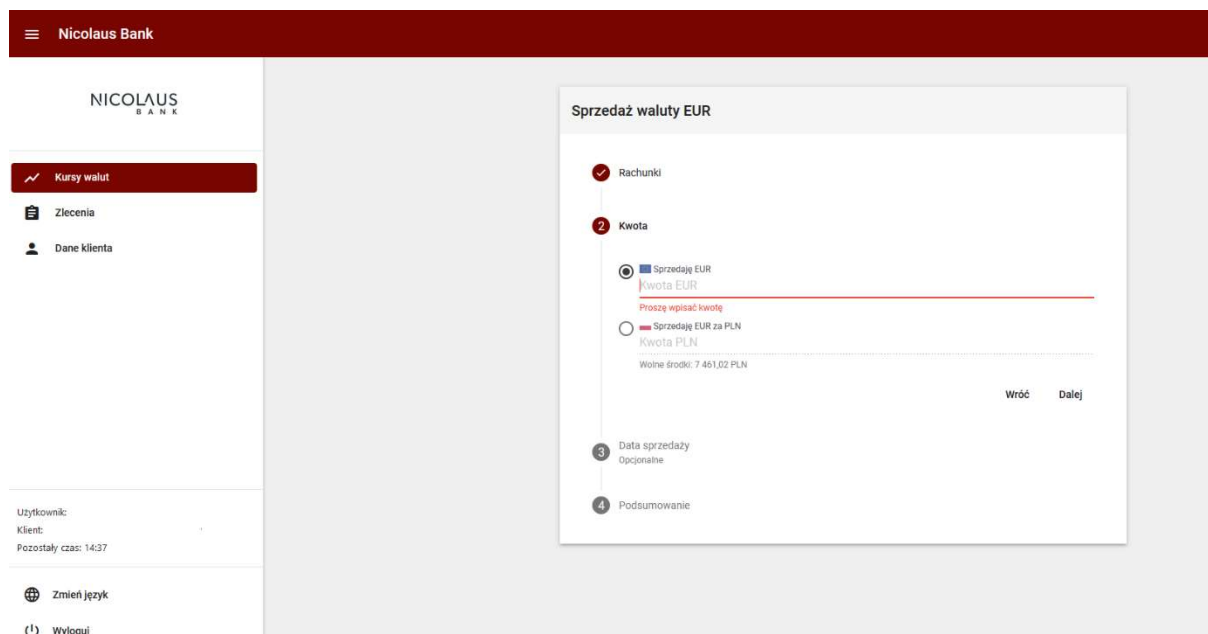 Nicolaus Bank
NICOLAUS
BANK
Kursy walut
Zlecenia
Dane klienta
Użytkownik:
Klient:
Pozostały czas: 14:37
Zmień język
Wyloguj
Sprzedaż waluty EUR
Rachunki
2 Kwota
Sprzedaję EUR
Kwota EUR
Proszę wpisać kwotę
Sprzedaję EUR za PLN
Kwota PLN
Wolne środki: 7 461,02 PLN
Wróć Dalej
3 Data sprzedaży
Opcjonalne
4 Podsumowanie